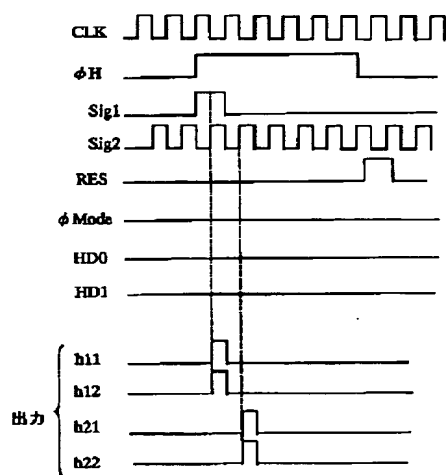 CLK
φH
Sig1
Sig2
RES
φMode
HD0
HD1
出力
h11
h12
h21
h22